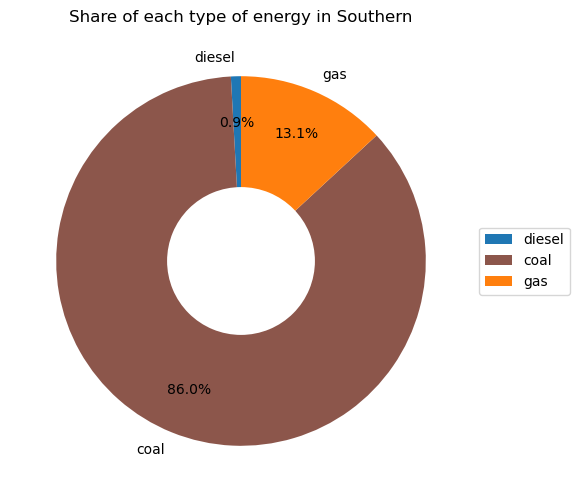 Share of each type of energy in Southern
diesel
gas
0.9%
13.1%
diesel
coal
gas
86.0%
coal